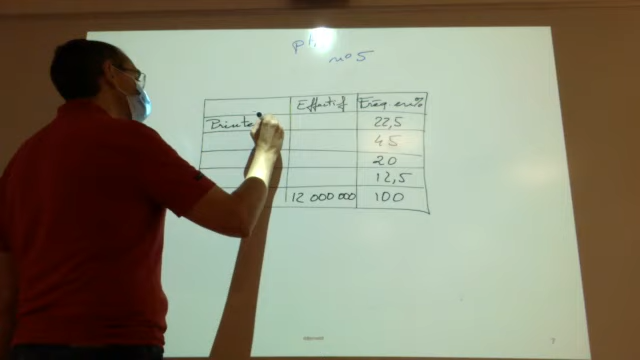 n°5
Effectif Fréq en %
Printe 22,5
45
20
12,5
12 000 000 100